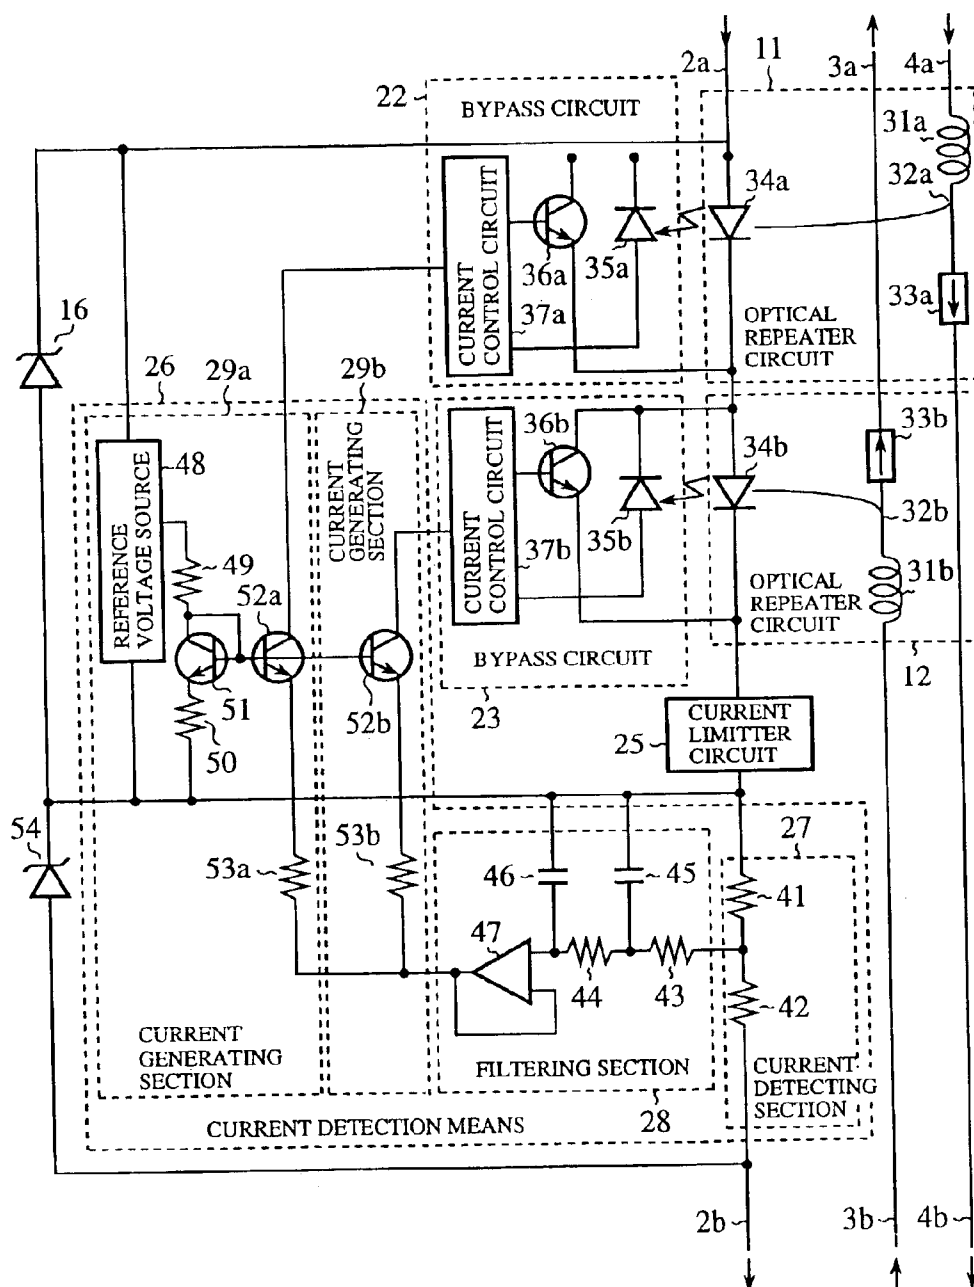 2a
11
3a
4a
22
BYPASS CIRCUIT
31a
32a
34a
CURRENT
CONTROL CIRCUIT
36a
35a
37a
33a
OPTICAL
REPEATER
CIRCUIT
16
26
29a
29b
36b
33b
48
REFERENCE
VOLTAGE SOURCE
CURRENT
GENERATING
SECTION
CURRENT
CONTROL CIRCUIT
34b
32b
35b
37b
49
52a
31b
OPTICAL
REPEATER
CIRCUIT
BYPASS CIRCUIT
51
52b
12
50
23
CURRENT
LIMITTER
CIRCUIT
25
54
53a
53b
27
46
45
41
47
44
43
42
CURRENT
GENERATING
SECTION
FILTERING SECTION
CURRENT
DETECTING
SECTION
CURRENT DETECTION MEANS
28
2b
3b
4b